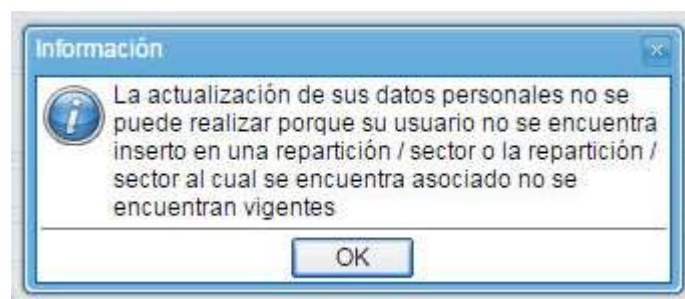 Información
La actualización de sus datos personales no se
puede realizar porque su usuario no se encuentra
inserto en una repartición / sector o la repartición /
sector al cual se encuentra asociado no se
encuentran vigentes
OK